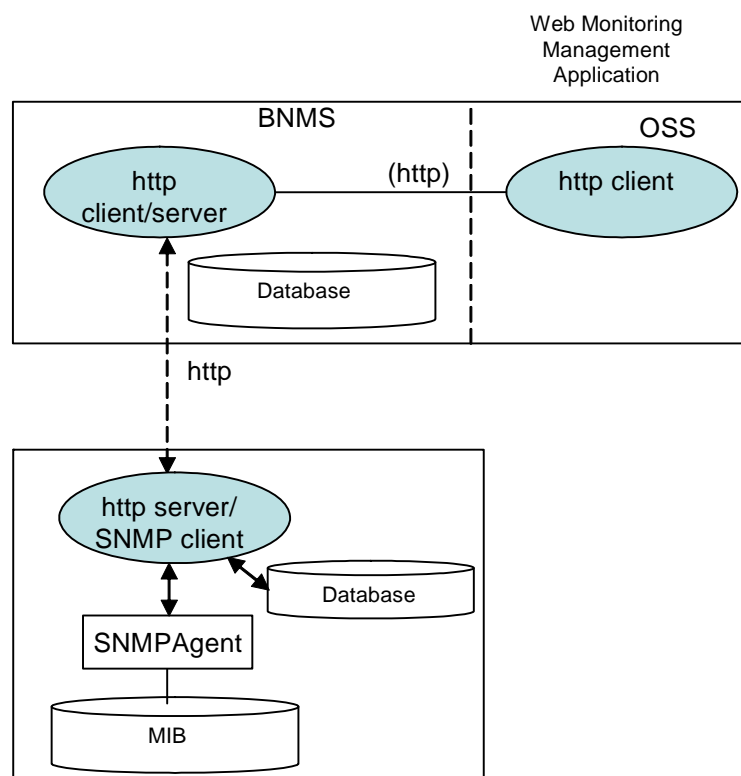 Web Monitoring
Management
Application
BNMS
OSS
http
client/server
(http)
http client
Database
http
http server/
SNMP client
Database
SNMPAgent
MIB